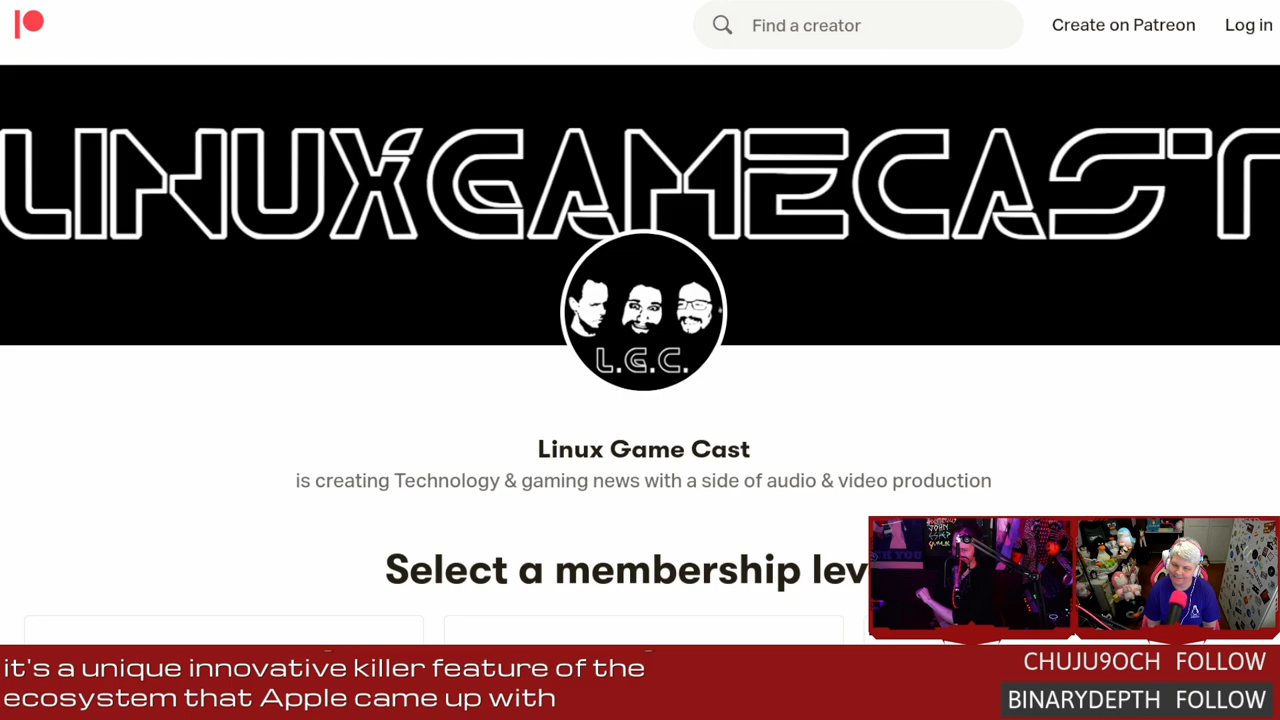 Find a creator
Create on Patreon
Log in
LINUXGAMECAST
L.G.C.
Linux Game Cast
is creating Technology & gaming news with a side of audio & video production
Select a membership lev
it's a unique innovative killer feature of the
ecosystem that Apple came up with
CHUJU9OCH FOLLOW
BINARYDEPTH FOLLOW